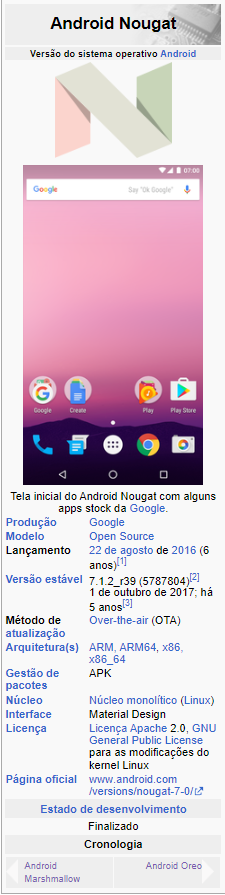 Android Nougat
Versão do sistema operativo Android
7:00
Google
Say "Ok Google"
Google
Create
Play
Play Store
Tela inicial do Android Nougat com alguns
apps stock da Google.
Produção Google
Modelo Open Source
Lançamento 22 de agosto de 2016 (6
anos)[1]
Versão estável 7.1.2_r39 (5787804)[2]
1 de outubro de 2017; há
5 anos[3]
Método de Over-the-air (OTA)
atualização
Arquitetura(s) ARM, ARM64, x86,
x86_64
Gestão de APK
pacotes
Núcleo Núcleo monolítico (Linux)
Interface Material Design
Licença Licença Apache 2.0, GNU
General Public License
para as modificações do
kernel Linux
Página oficial www.android.com
/versions/nougat-7-0/
Estado de desenvolvimento
Finalizado
Cronologia
Android Android Oreo
Marshmallow